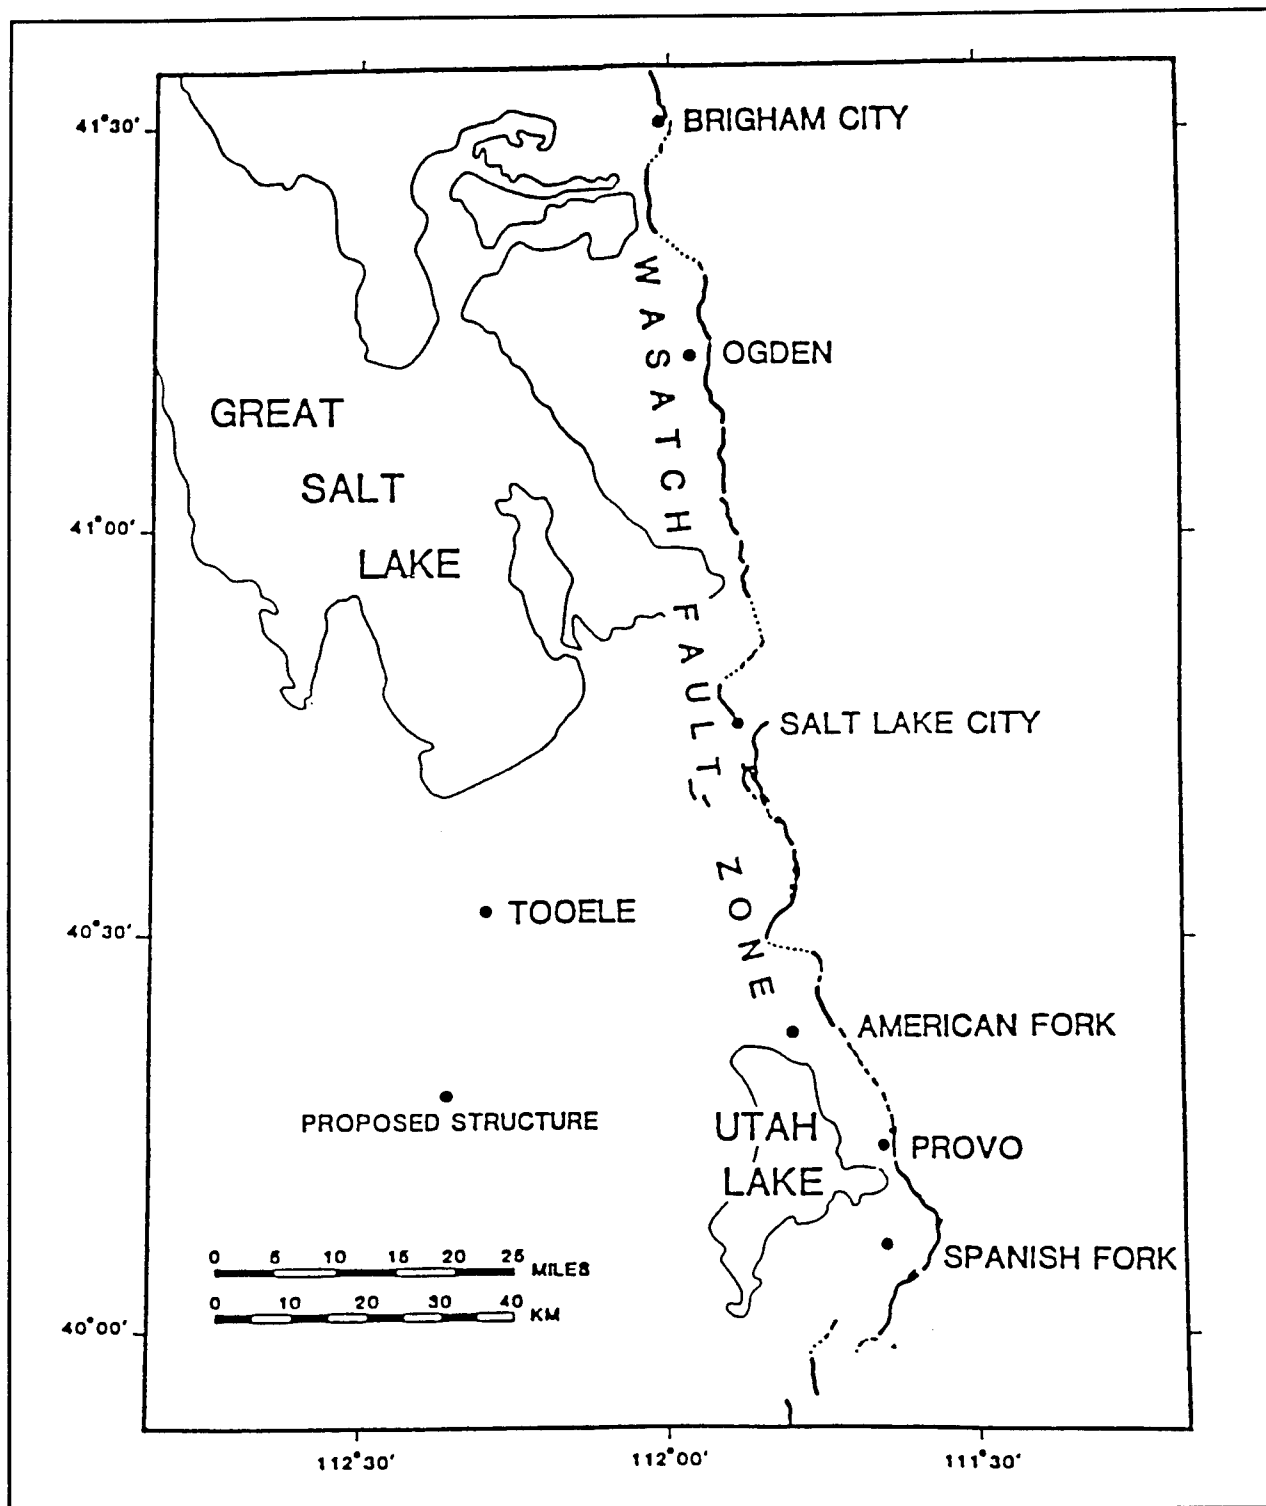 41°30'
BRIGHAM CITY
WASATCH FAULT ZONE
OGDEN
GREAT
SALT
LAKE
41°00'
SALT LAKE CITY
TOOELE
40°30'
AMERICAN FORK
PROPOSED STRUCTURE
UTAH
LAKE
PROVO
SPANISH FORK
0 5 10 15 20 25 MILES
0 10 20 30 40 KM
40°00'
112°30' 112°00' 111°30'